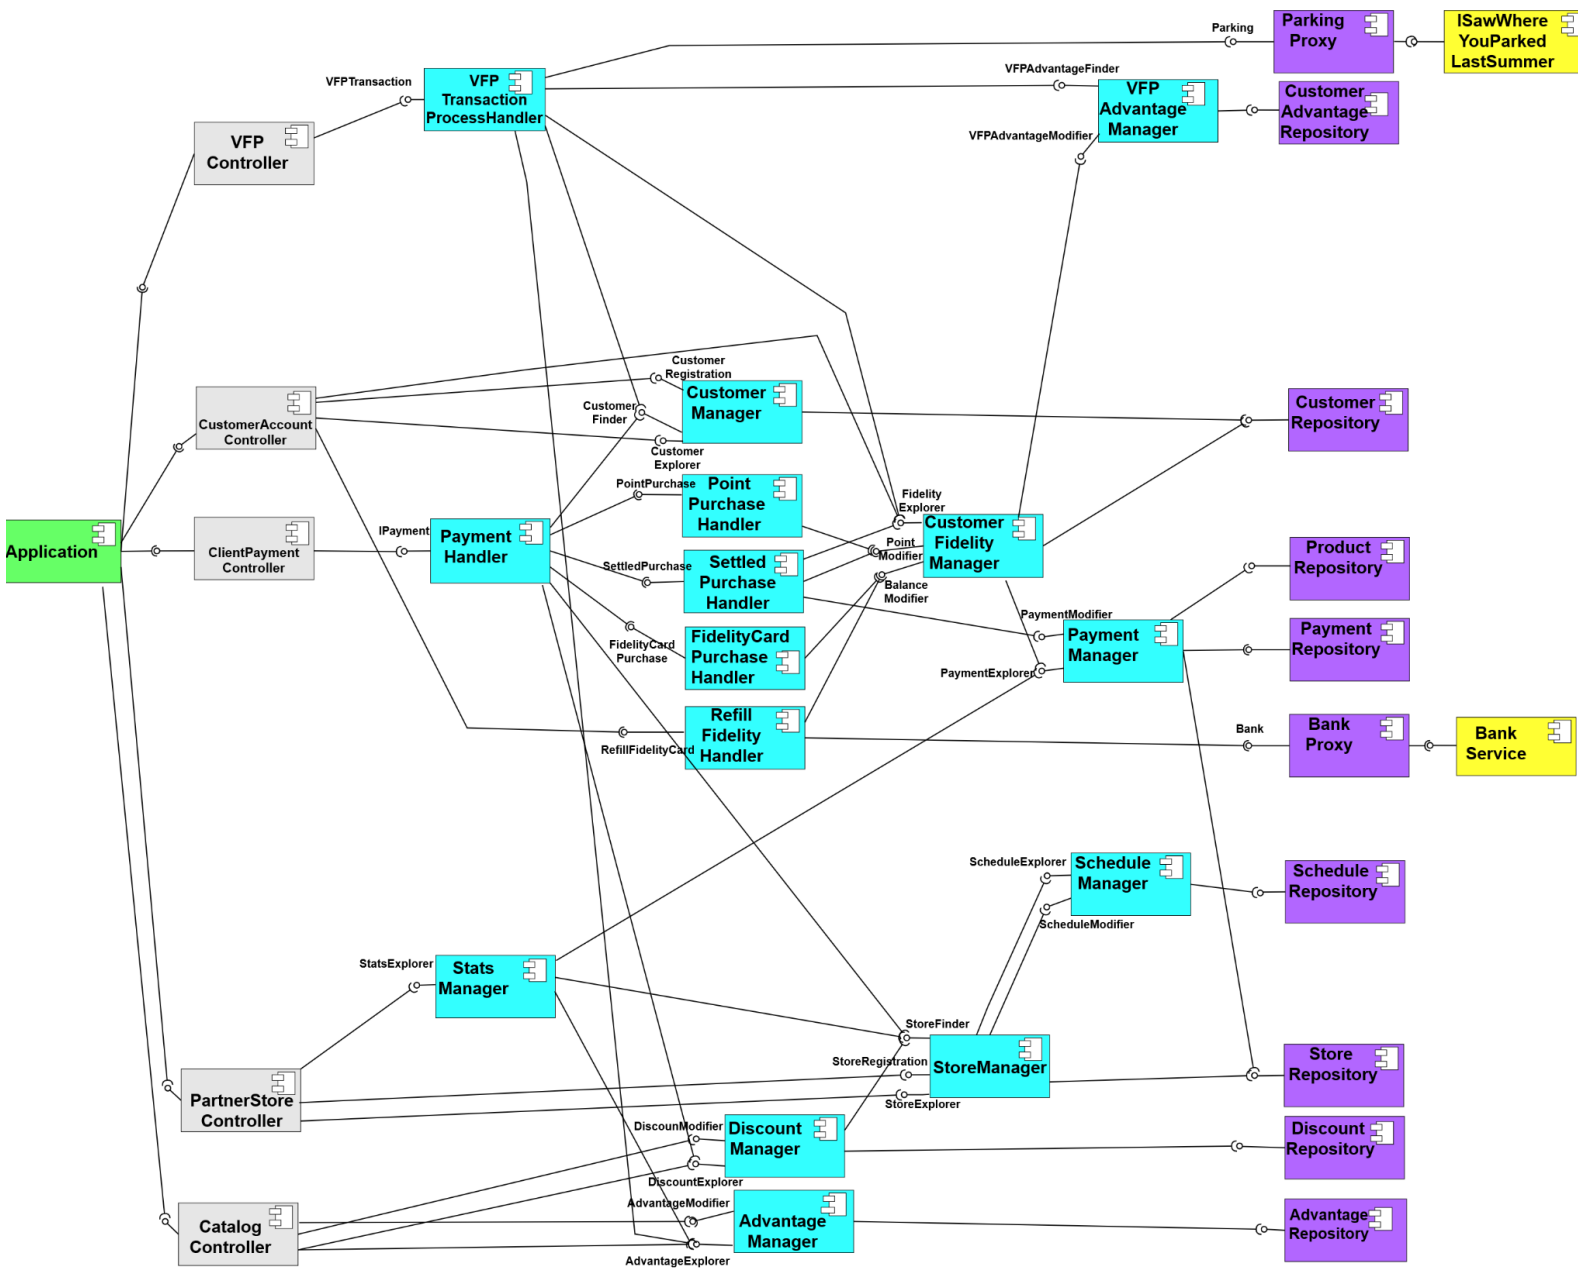 Parking
Parking
Proxy
ISawWhere
YouParked
LastSummer
VFPTransaction
VFP
Transaction
ProcessHandler
VFPAdvantageFinder
VFP
Advantage
Manager
Customer
Advantage
Repository
VFPAdvantageModifier
VFP
Controller
Customer
Registration
Customer
Manager
Customer
Finder
Customer
Explorer
Customer
Repository
CustomerAccount
Controller
PointPurchase
Point
Purchase
Handler
Fidelity
Explorer
Customer
Fidelity
Manager
Point
Modifier
Balance
Modifier
Application
ClientPayment
Controller
IPayment
Payment
Handler
SettledPurchase
Settled
Purchase
Handler
Product
Repository
PaymentModifier
Payment
Manager
Payment
Repository
FidelityCard
Purchase
FidelityCard
Purchase
Handler
PaymentExplorer
RefillFidelityCard
Refill
Fidelity
Handler
Bank
Bank
Proxy
Bank
Service
ScheduleExplorer
Schedule
Manager
Schedule
Repository
ScheduleModifier
StatsExplorer
Stats
Manager
StoreFinder
StoreRegistration
StoreManager
StoreExplorer
Store
Repository
PartnerStore
Controller
DiscounModifier
Discount
Manager
Discount
Repository
DiscountExplorer
AdvantageModifier
Advantage
Manager
Advantage
Repository
AdvantageExplorer
Catalog
Controller